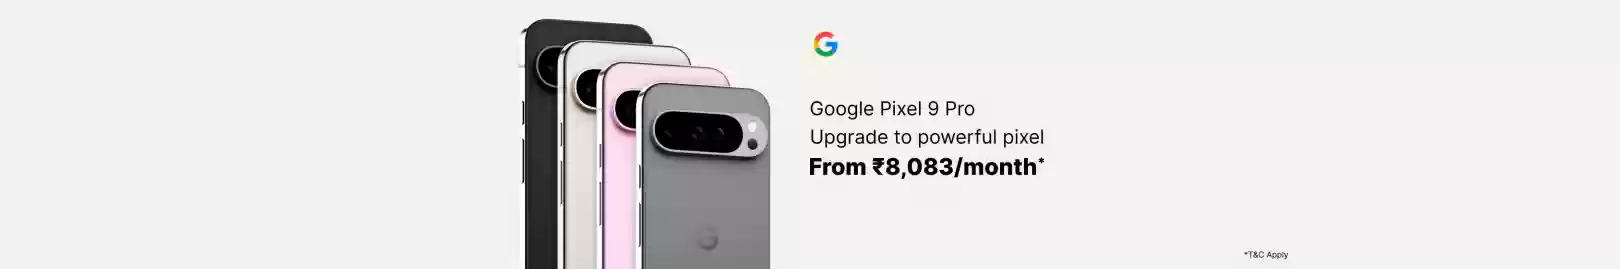 Google Pixel 9 Pro
Upgrade to powerful pixel
From ₹8,083/month*
*T&C Apply